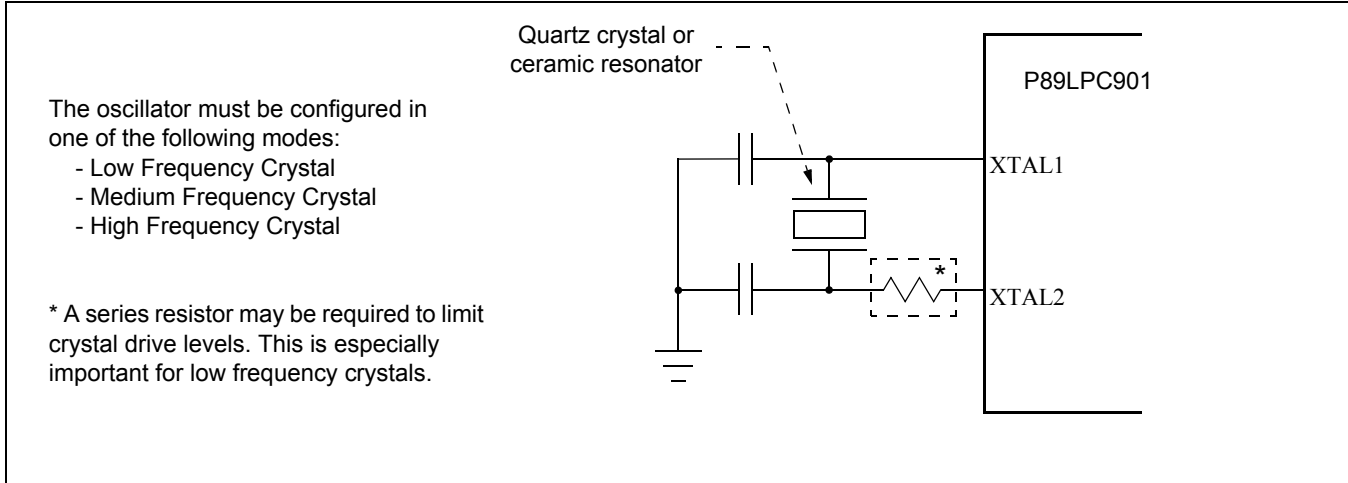 Quartz crystal or
ceramic resonator
P89LPC901
The oscillator must be configured in
one of the following modes:
- Low Frequency Crystal
- Medium Frequency Crystal
- High Frequency Crystal
XTAL1
*
XTAL2
* A series resistor may be required to limit
crystal drive levels. This is especially
important for low frequency crystals.